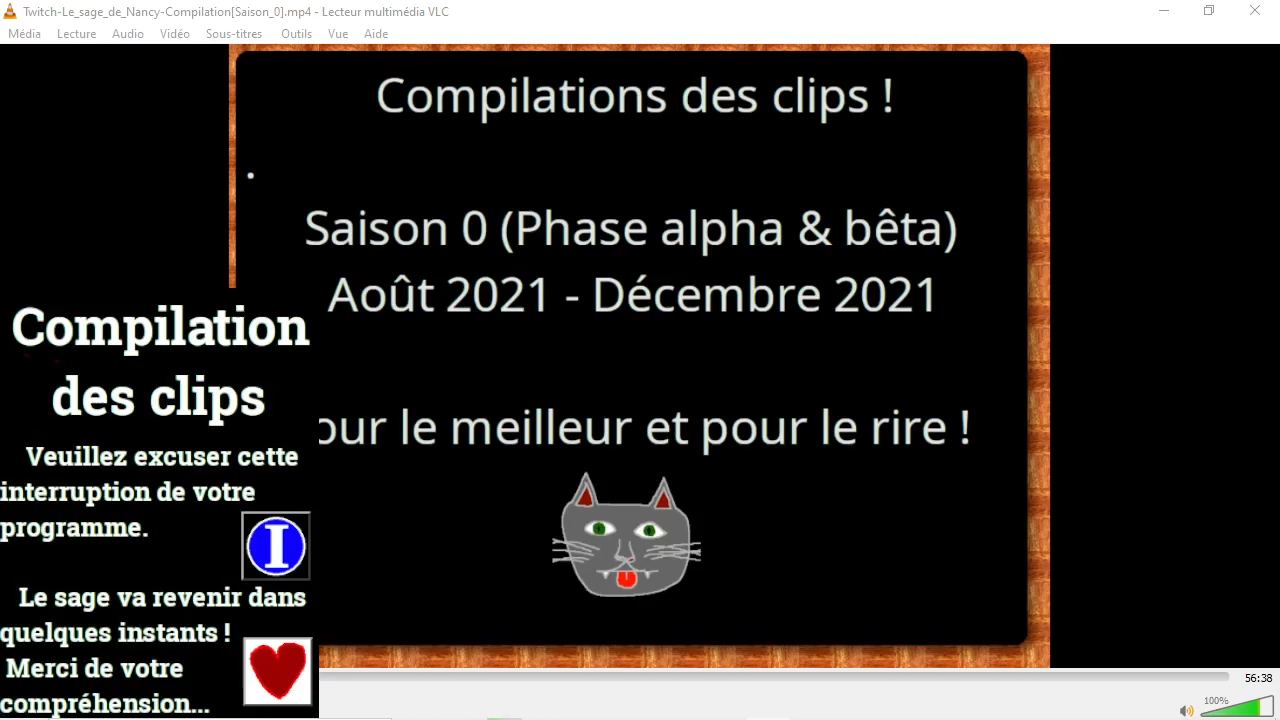 Twitch-Le_sage_de_Nancy-Compilation[Saison_0].mp4 - Lecteur multimédia VLC
Média Lecture Audio Vidéo Sous-titres Outils Vue Aide
Compilations des clips !
.
Saison 0 (Phase alpha & bêta)
Août 2021 - Décembre 2021
our le meilleur et pour le rire !
Compilation
des clips
Veuillez excuser cette
interruption de votre
programme.
I
Le sage va revenir dans
quelques instants !
Merci de votre
compréhension...
56:38
100%